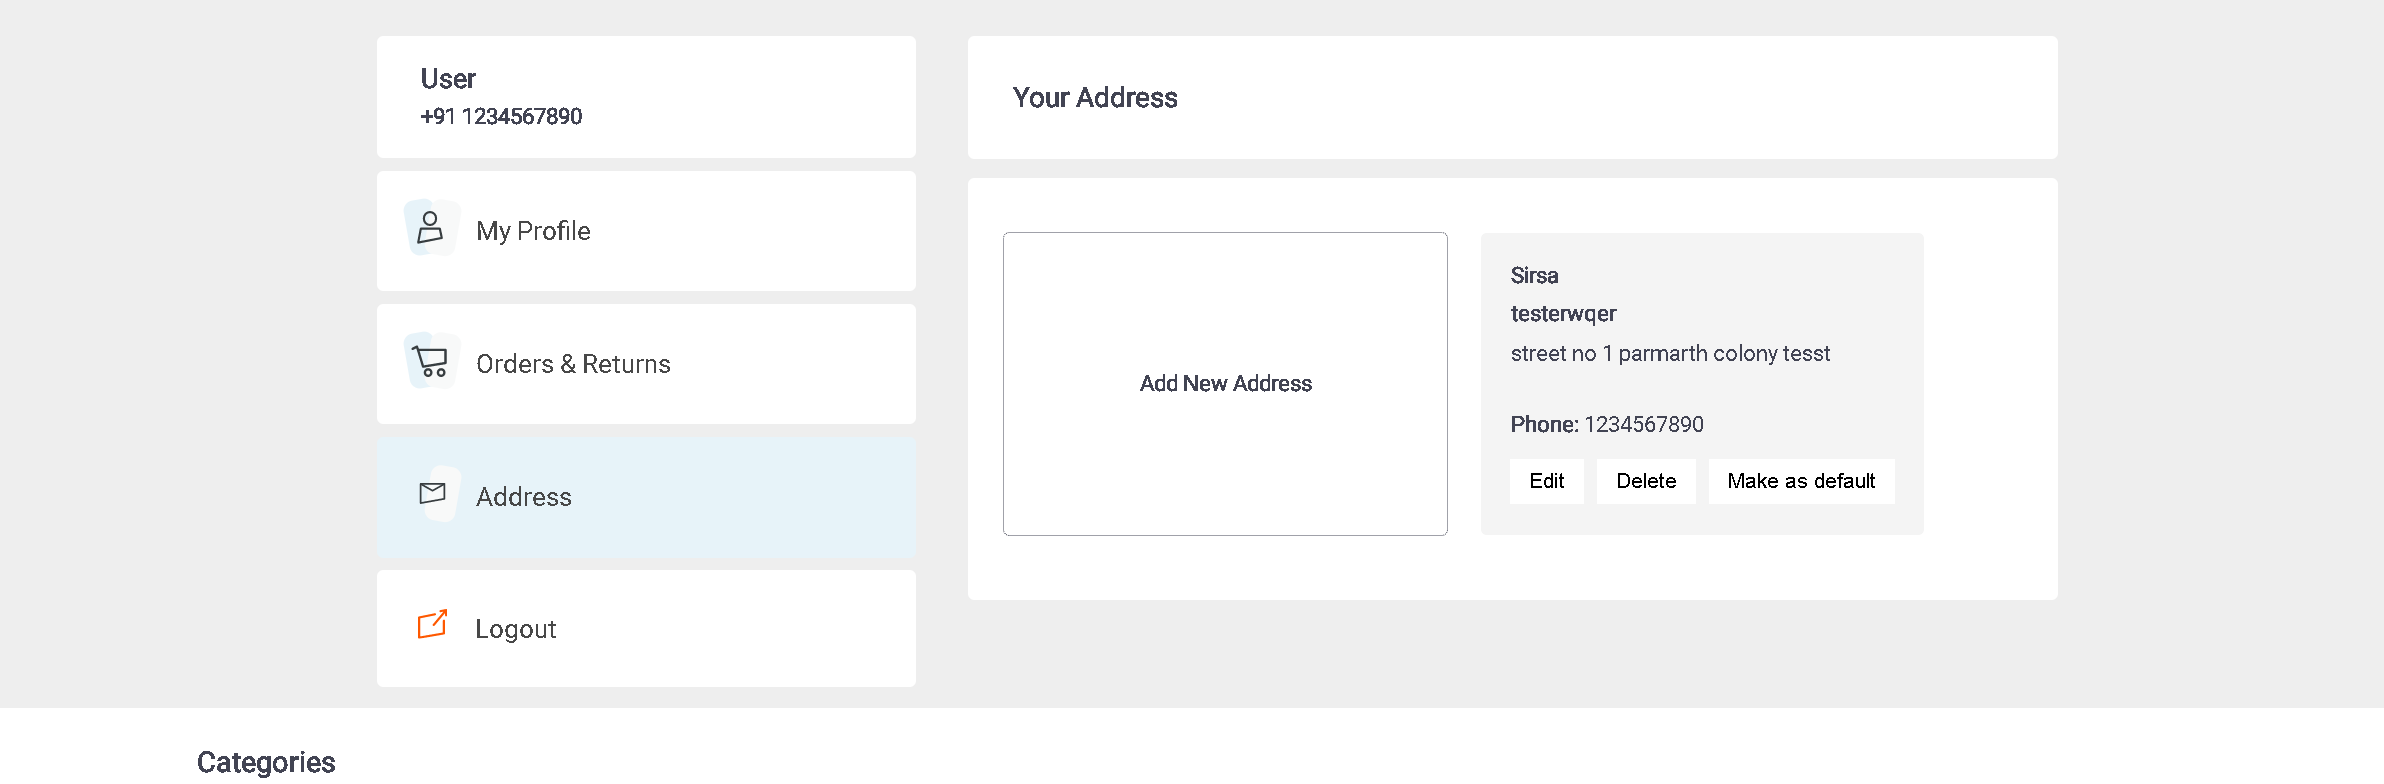 User
+91 1234567890
My Profile
Orders & Returns
Address
Logout
Your Address
Add New Address
Sirsa
testerwqer
street no 1 parmarth colony tesst
Phone: 1234567890
Edit Delete Make as default
Categories